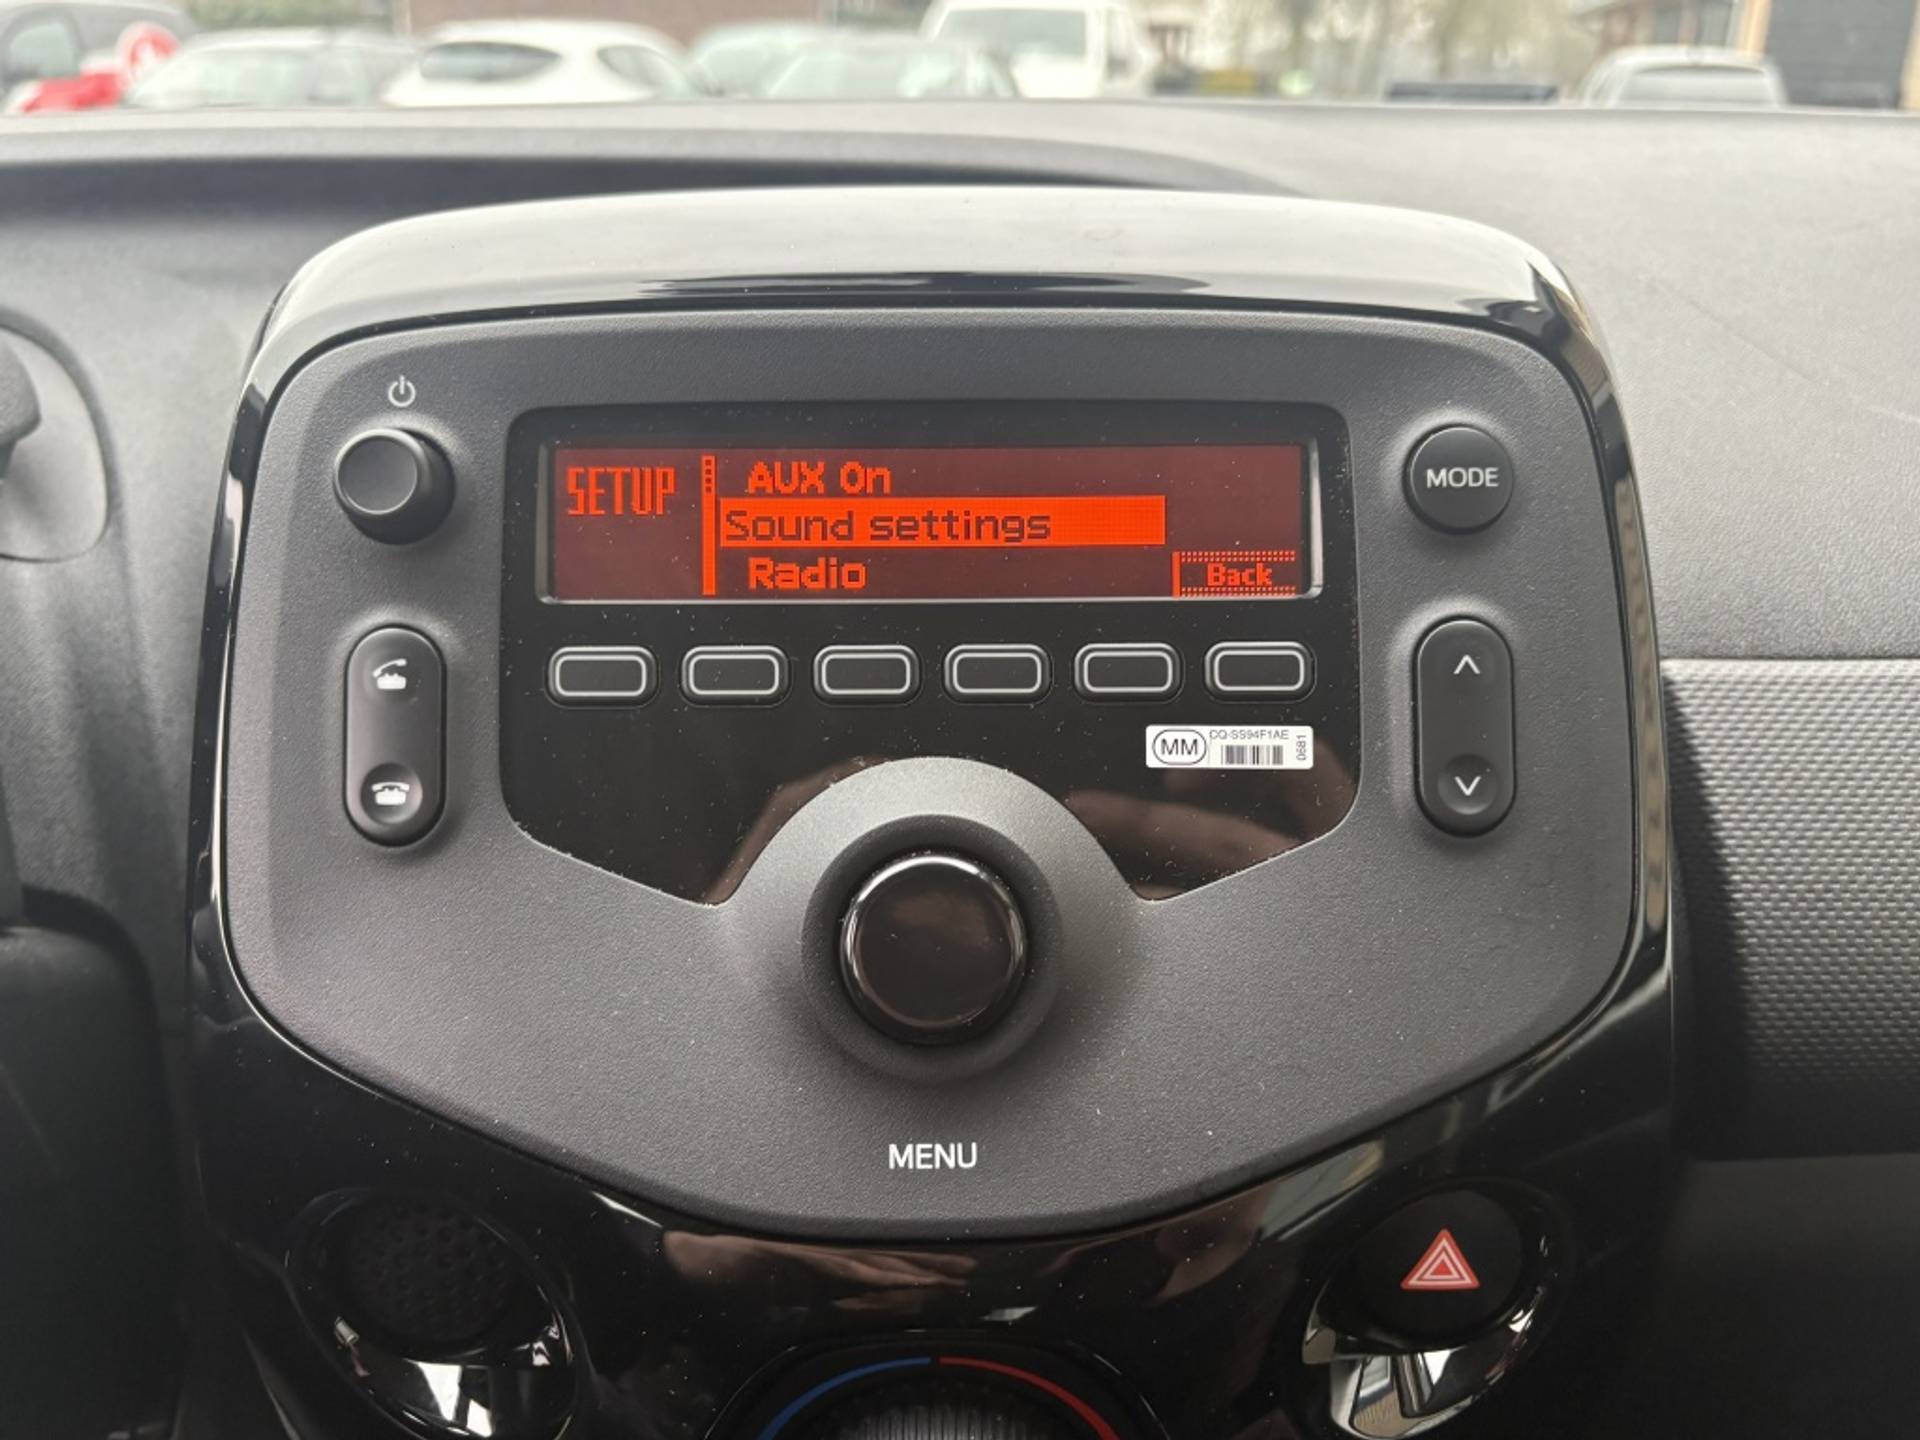 SETUP
AUX On
Sound settings
Radio
Back
MODE
MM
CQ-SS94F1AE
0681
MENU